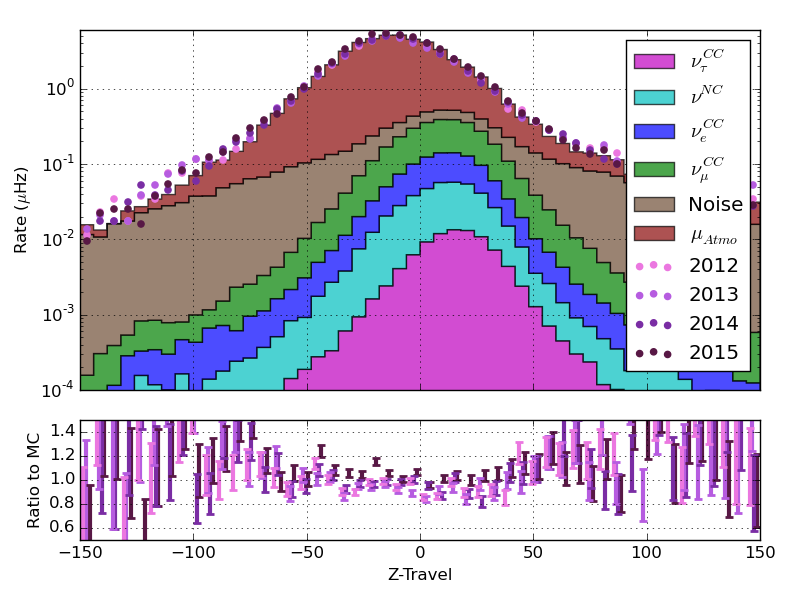 10^0
10^-1
10^-2
10^-3
10^-4
Rate (μHz)
ν_τ^CC
ν^NC
ν_e^CC
ν_μ^CC
Noise
μ_Atmo
2012
2013
2014
2015
1.4
1.2
1.0
0.8
0.6
Ratio to MC
−150 −100 −50 0 50 100 150
Z-Travel